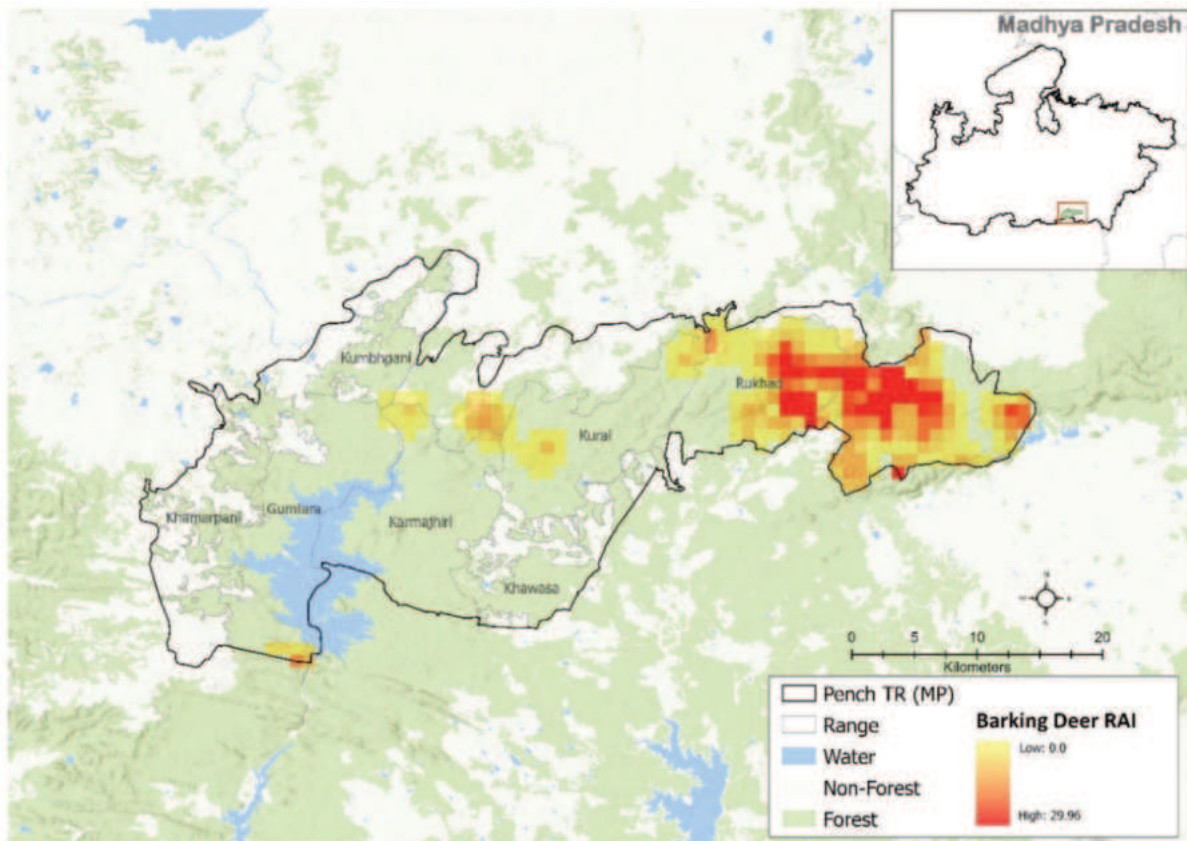 Madhya Pradesh
Kumbhpani
Rukhad
Kurai
Khamarpani
Gumtara
Karmajhiri
Khawasa
N
0 5 10 20
Kilometers
Pench TR (MP)
Range
Water
Non-Forest
Forest
Barking Deer RAI
Low: 0.0
High: 29.96